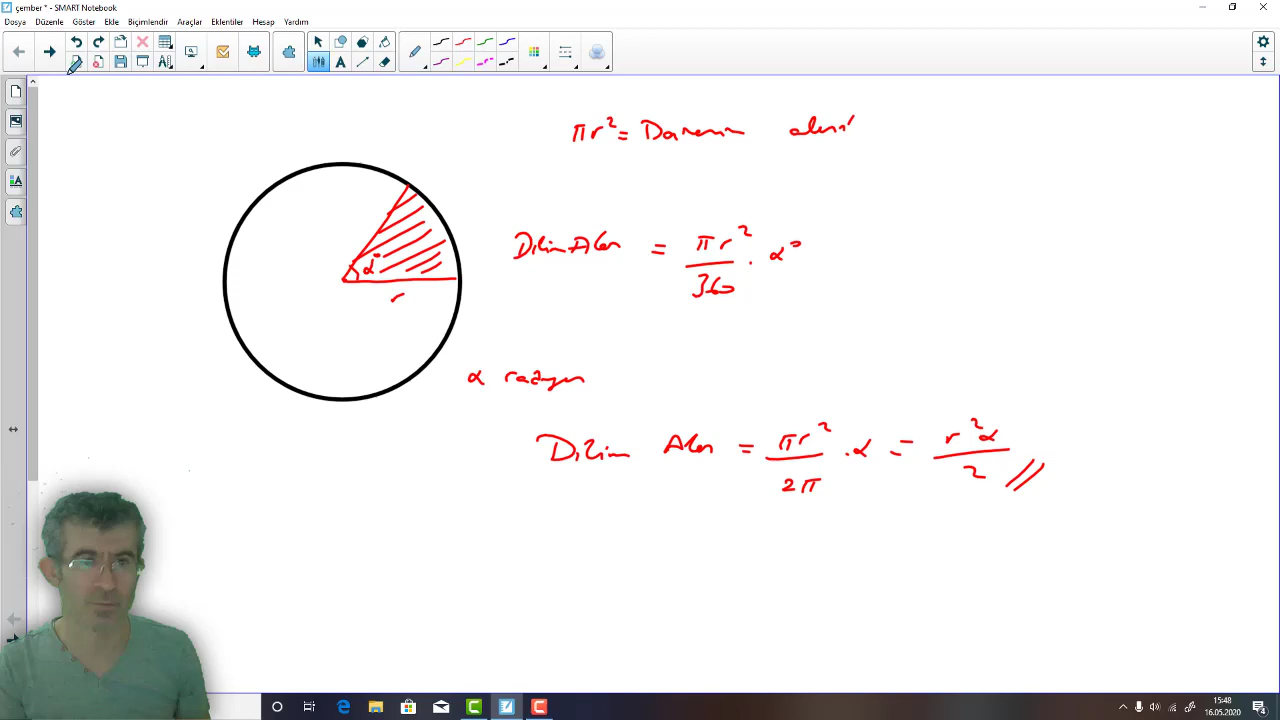 çember * - SMART Notebook
Dosya Düzenle Göster Ekle Biçimlendir Araçlar Eklentiler Hesap Yardım
πr² = Dairenin alanı
Dilim Alan = πr²/360 . α°
α°
r
α radyan
Dilim Alan = πr²/2π . α = r²α/2 //
15:48
16.05.2020
4